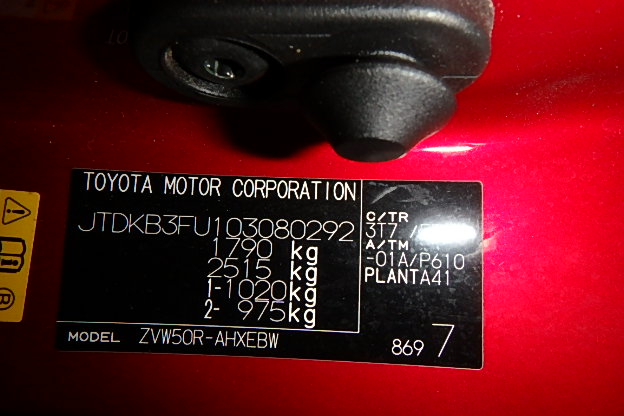 TOYOTA MOTOR CORPORATION
JTDKB3FU103080292
1790 kg
2515 kg
1-1020kg
2- 975kg
C/TR
3T7
A/TM
-01A/P610
PLANTA41
MODEL ZVW50R-AHXEBW
869 7